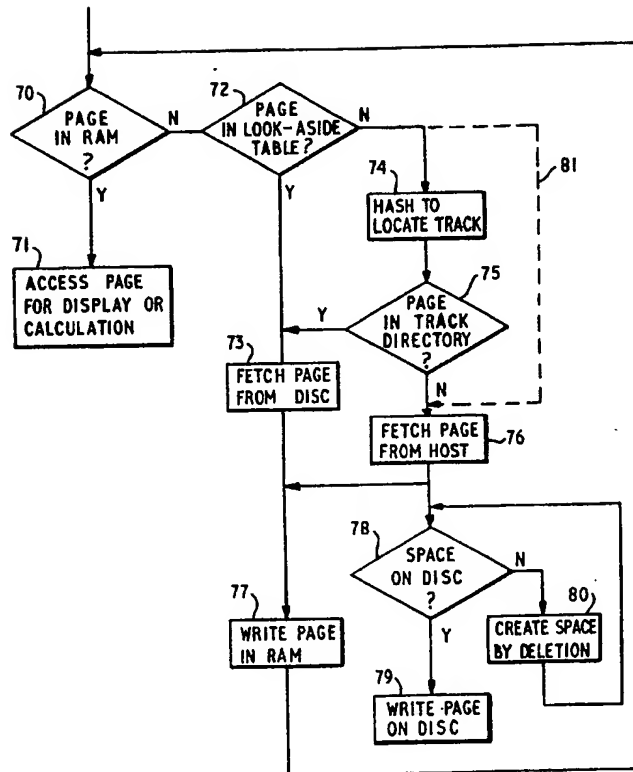 70
PAGE
IN RAM
?
N
Y
72
PAGE
IN LOOK-ASIDE
TABLE?
N
Y
81
74
HASH TO
LOCATE TRACK
71
ACCESS PAGE
FOR DISPLAY OR
CALCULATION
75
PAGE
IN TRACK
DIRECTORY
?
Y
N
73
FETCH PAGE
FROM DISC
FETCH PAGE
FROM HOST
76
78
SPACE
ON DISC
?
N
Y
77
WRITE PAGE
IN RAM
80
CREATE SPACE
BY DELETION
79
WRITE PAGE
ON DISC